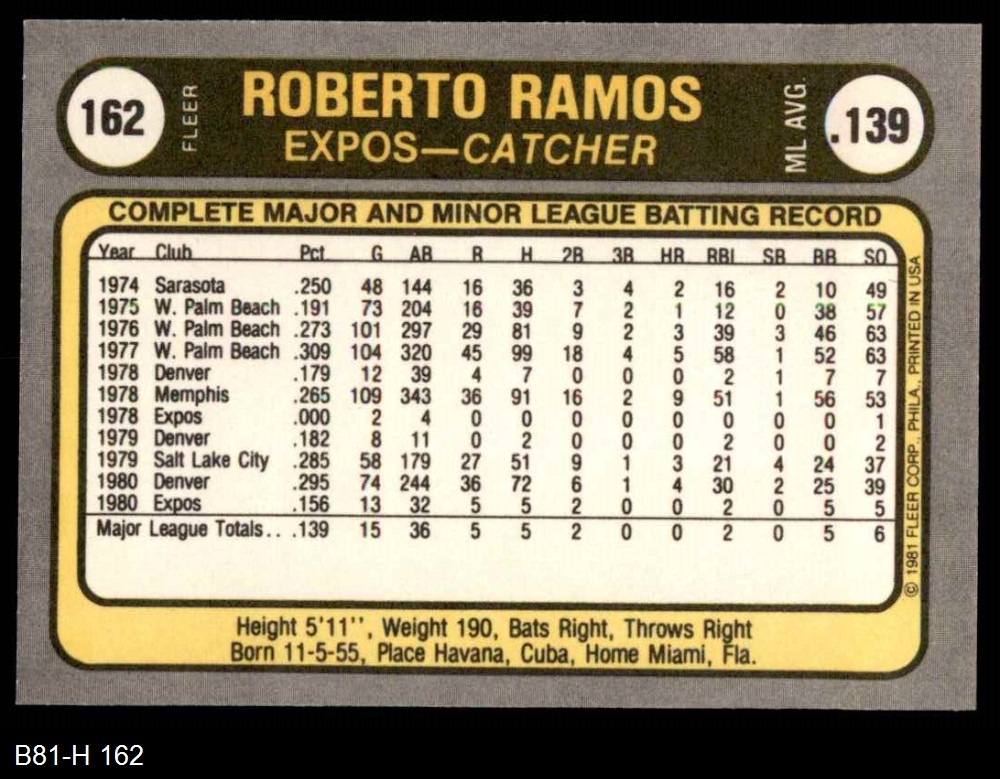 162 FLEER ROBERTO RAMOS ML AVG. .139
EXPOS—CATCHER
COMPLETE MAJOR AND MINOR LEAGUE BATTING RECORD
Year Club Pct G AB R H 2B 3B HR RBI SB BB SO
1974 Sarasota .250 48 144 16 36 3 4 2 16 2 10 49
1975 W. Palm Beach .191 73 204 16 39 7 2 1 12 0 38 57
1976 W. Palm Beach .273 101 297 29 81 9 2 3 39 3 46 63
1977 W. Palm Beach .309 104 320 45 99 18 4 5 58 1 52 63
1978 Denver .179 12 39 4 7 0 0 0 2 1 7 7
1978 Memphis .265 109 343 36 91 16 2 9 51 1 56 53
1978 Expos .000 2 4 0 0 0 0 0 0 0 0 1
1979 Denver .182 8 11 0 2 0 0 0 2 0 0 2
1979 Salt Lake City .285 58 179 27 51 9 1 3 21 4 24 37
1980 Denver .295 74 244 36 72 6 1 4 30 2 25 39
1980 Expos .156 13 32 5 5 2 0 0 2 0 5 5
Major League Totals.. .139 15 36 5 5 2 0 0 2 0 5 6
© 1981 FLEER CORP., PHILA., PRINTED IN USA
Height 5'11'', Weight 190, Bats Right, Throws Right
Born 11-5-55, Place Havana, Cuba, Home Miami, Fla.
B81-H 162